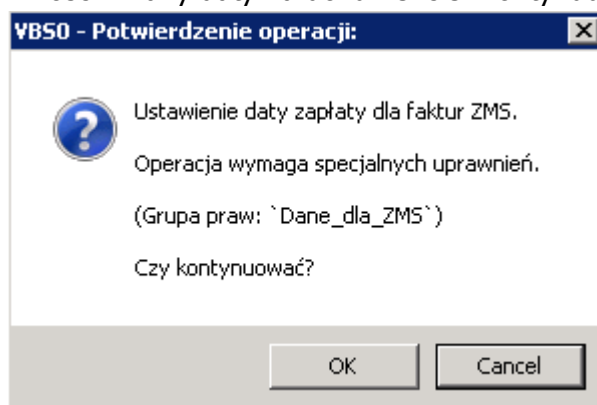 VBS0 - Potwierdzenie operacji:
Ustawienie daty zapłaty dla faktur ZMS.
Operacja wymaga specjalnych uprawnień.
(Grupa praw: `Dane_dla_ZMS`)
Czy kontynuować?
OK Cancel